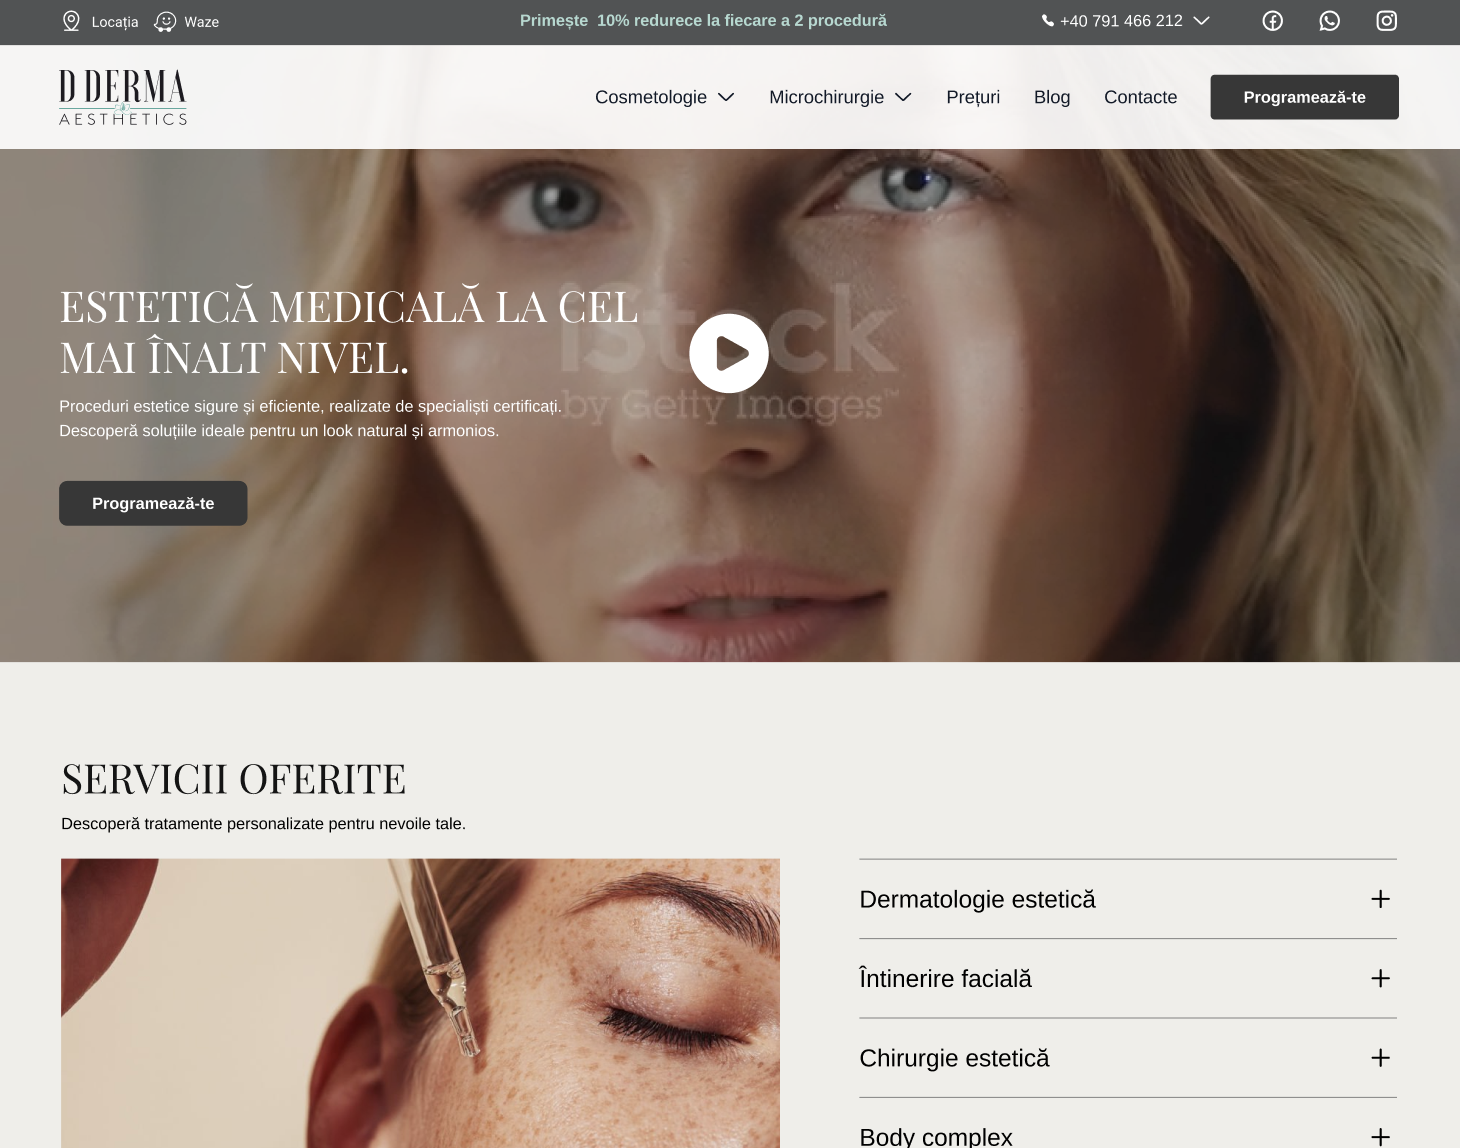 Locația
Waze
Primește  10% redurece la fiecare a 2 procedură
+40 791 466 212
D DERMA
AESTHETICS
Cosmetologie
Microchirurgie
Prețuri
Blog
Contacte
Programează-te
ESTETICĂ MEDICALĂ LA CEL
MAI ÎNALT NIVEL.
iStock
by Getty Images™
Proceduri estetice sigure și eficiente, realizate de specialiști certificați.
Descoperă soluțiile ideale pentru un look natural și armonios.
Programează-te
SERVICII OFERITE
Descoperă tratamente personalizate pentru nevoile tale.
Dermatologie estetică
Întinerire facială
Chirurgie estetică
Body complex